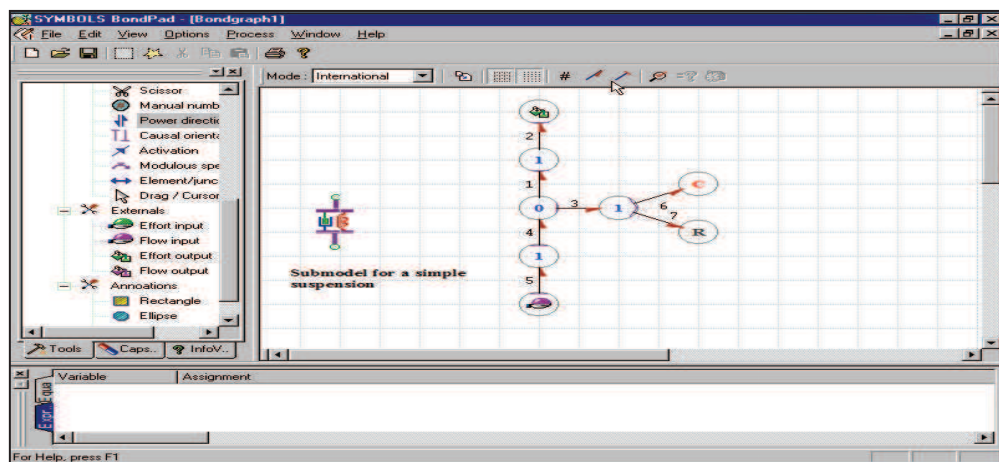 SYMBOLS BondPad - [Bondgraph1]
File Edit View Options Process Window Help
Mode : International
Scissor
Manual numb
Power directic
Causal orienta
Activation
Modulous spe
Element/junc
Drag / Cursor
Externals
Effort input
Flow input
Effort output
Flow output
Annoations
Rectangle
Ellipse
Tools Caps.. InfoV..
2
1
1
0 3 1 6 C
7 R
4
1
5
Submodel for a simple
suspension
Variable Assignment
Equa
Expr.
For Help, press F1